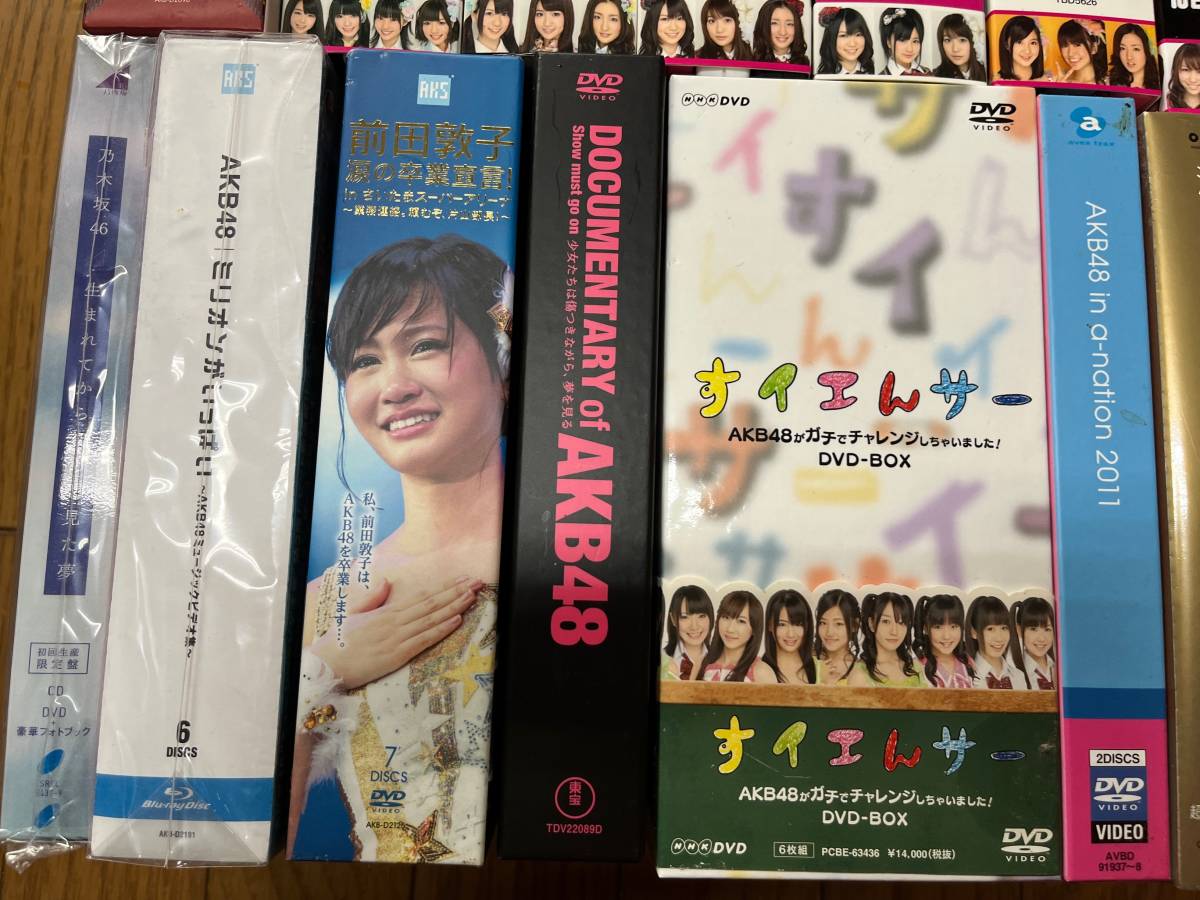 乃木坂46
生まれてから
見た夢
初回生産
限定盤
CD
+
DVD
+
豪華フォトブック
AKS
AKB48 ミリオンがいっぱい ~AKB48ミュージックビデオ集~
6
DISCS
Blu-ray Disc
AKB-D2191
AKS
前田敦子
涙の卒業宣言!
in さいたまスーパーアリーナ
私、前田敦子は、
AKB48を卒業します…。
7
DISCS
DVD
VIDEO
DVD
VIDEO
DOCUMENTARY of AKB48
Show must go on 少女たちは傷つきながら、夢を見る
東宝
TDV22089D
NHK DVD
DVD
VIDEO
すイエんサー
AKB48がガチでチャレンジしちゃいました!
DVD-BOX
すイエんサー
AKB48がガチでチャレンジしちゃいました!
DVD-BOX
NHK DVD
6枚組 PCBE-63436 ¥14,000(税抜)
DVD
VIDEO
a
avex trax
AKB48 in a-nation 2011
2DISCS
DVD
VIDEO
VIDEO
AVBD
91937~8
超